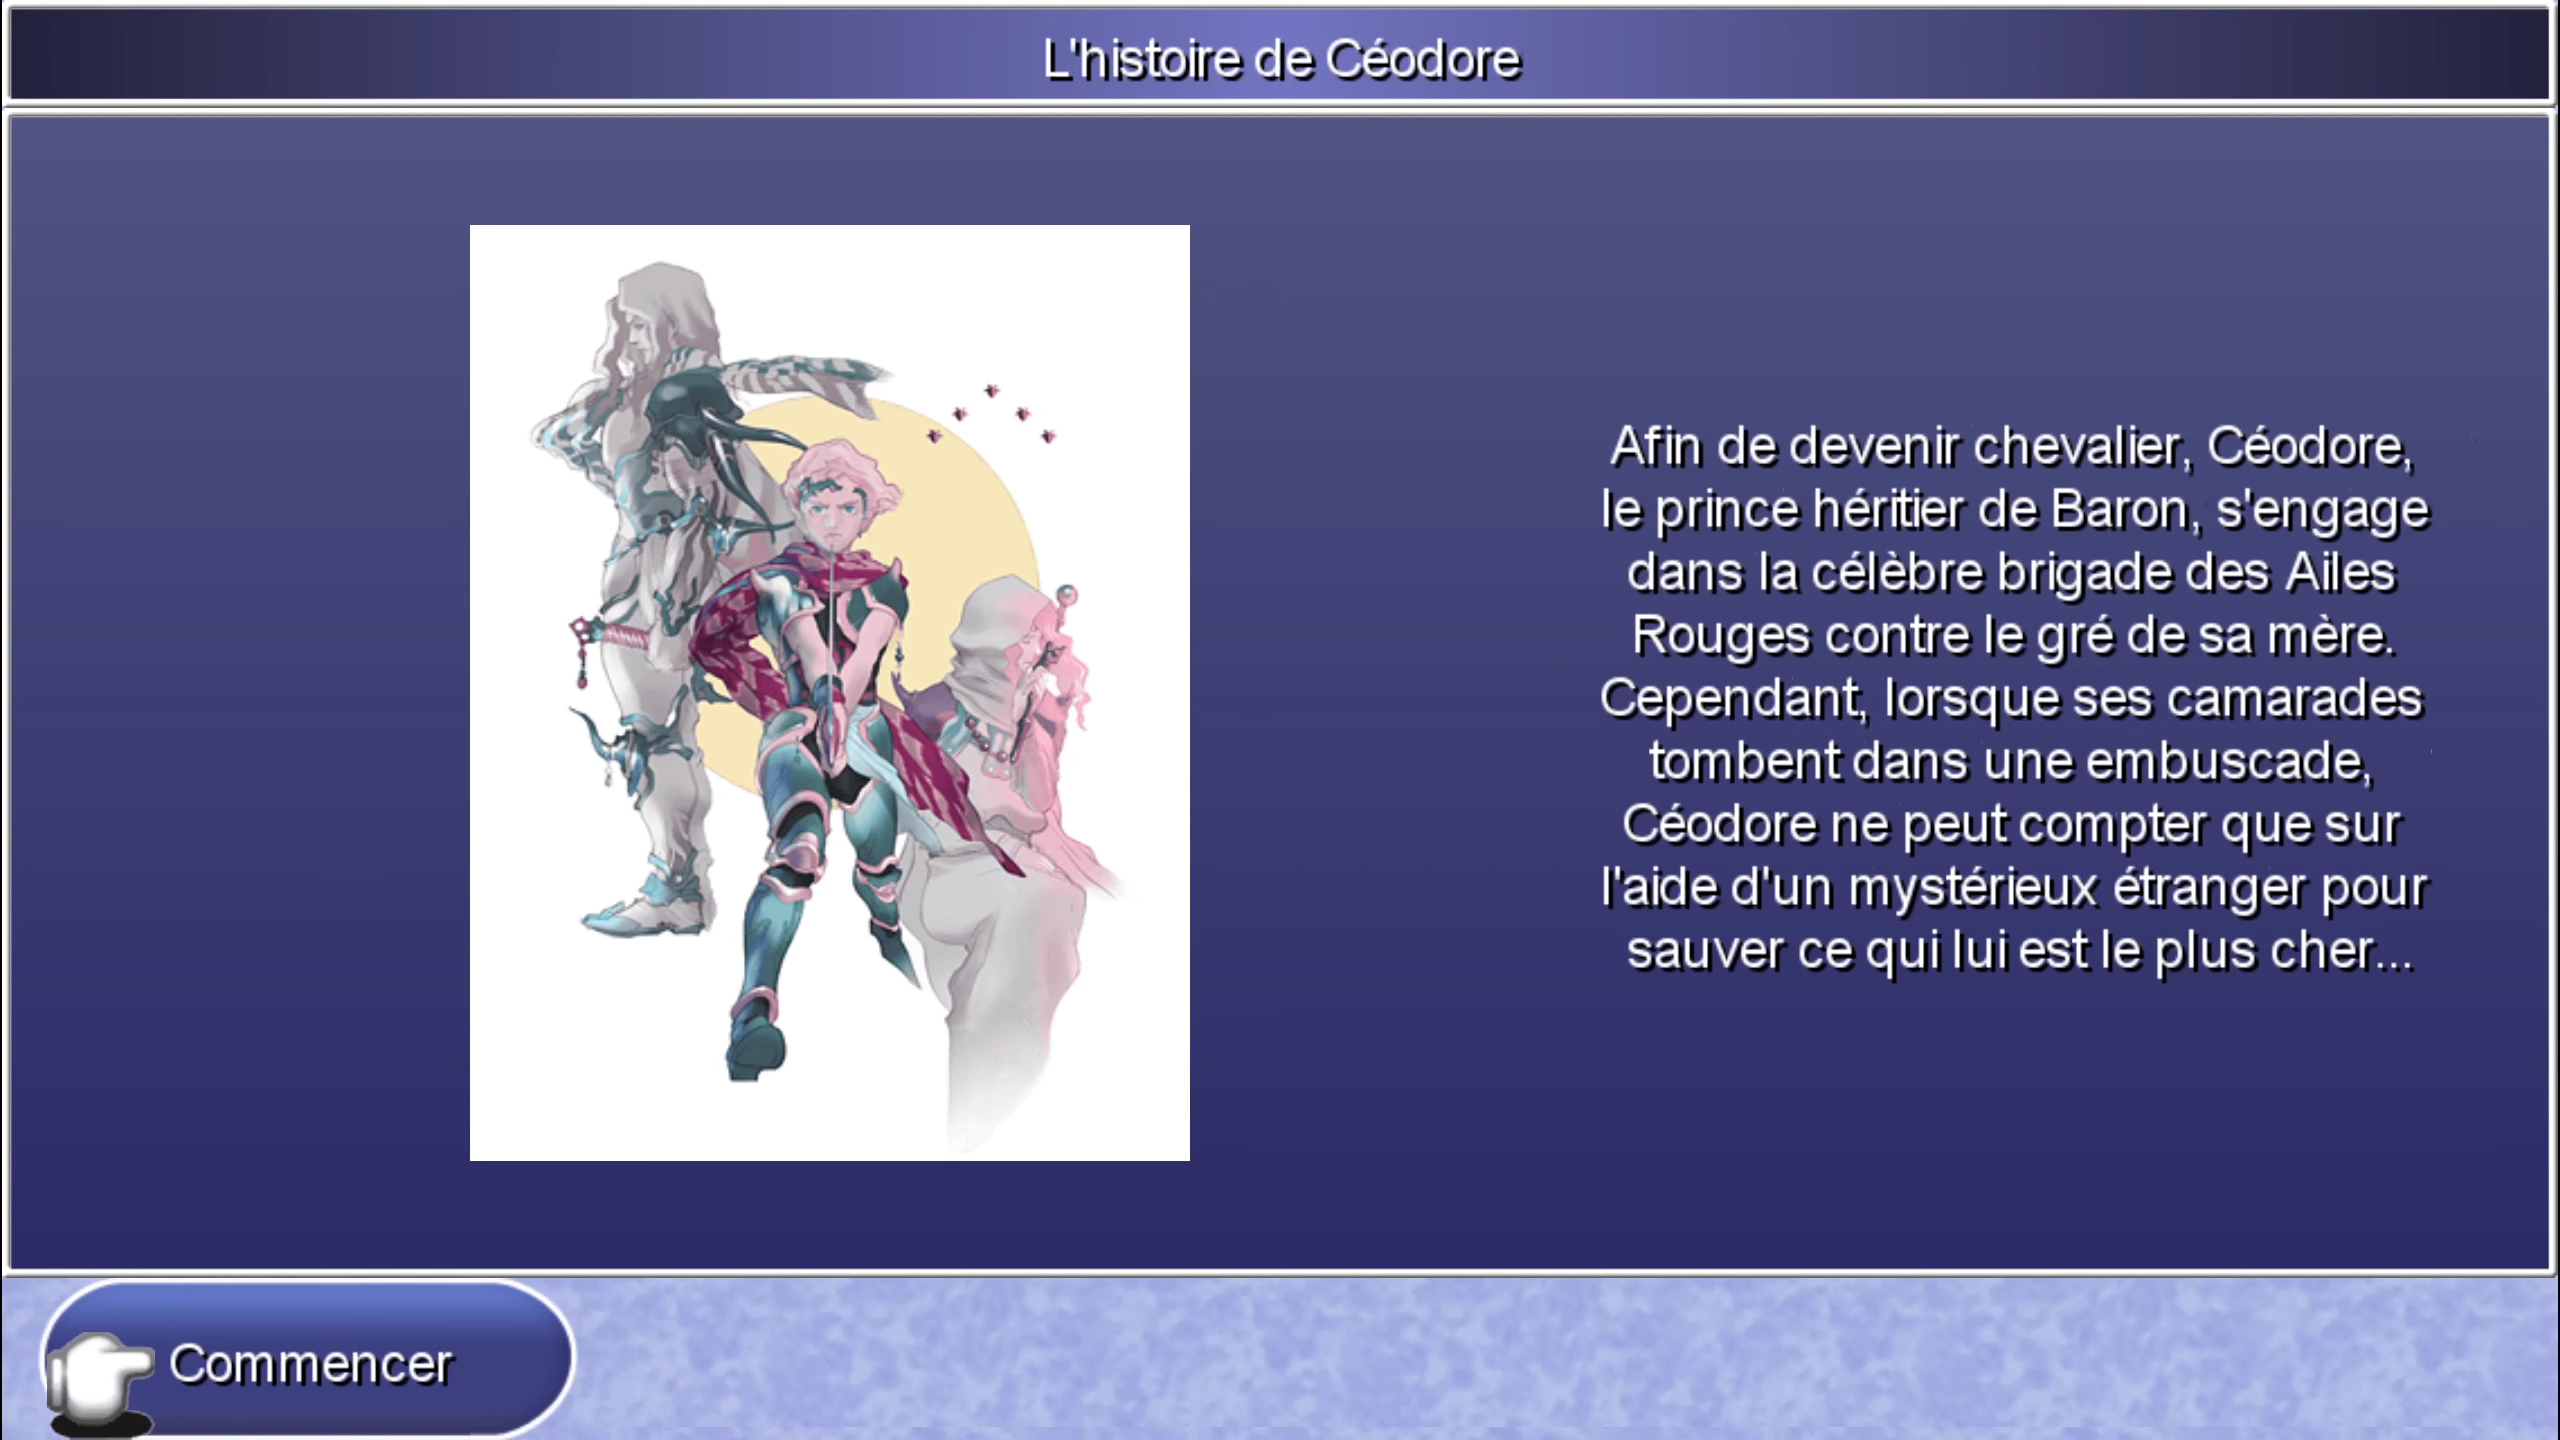 L'histoire de Céodore
Afin de devenir chevalier, Céodore,
le prince héritier de Baron, s'engage
dans la célèbre brigade des Ailes
Rouges contre le gré de sa mère.
Cependant, lorsque ses camarades
tombent dans une embuscade,
Céodore ne peut compter que sur
l'aide d'un mystérieux étranger pour
sauver ce qui lui est le plus cher...
Commencer